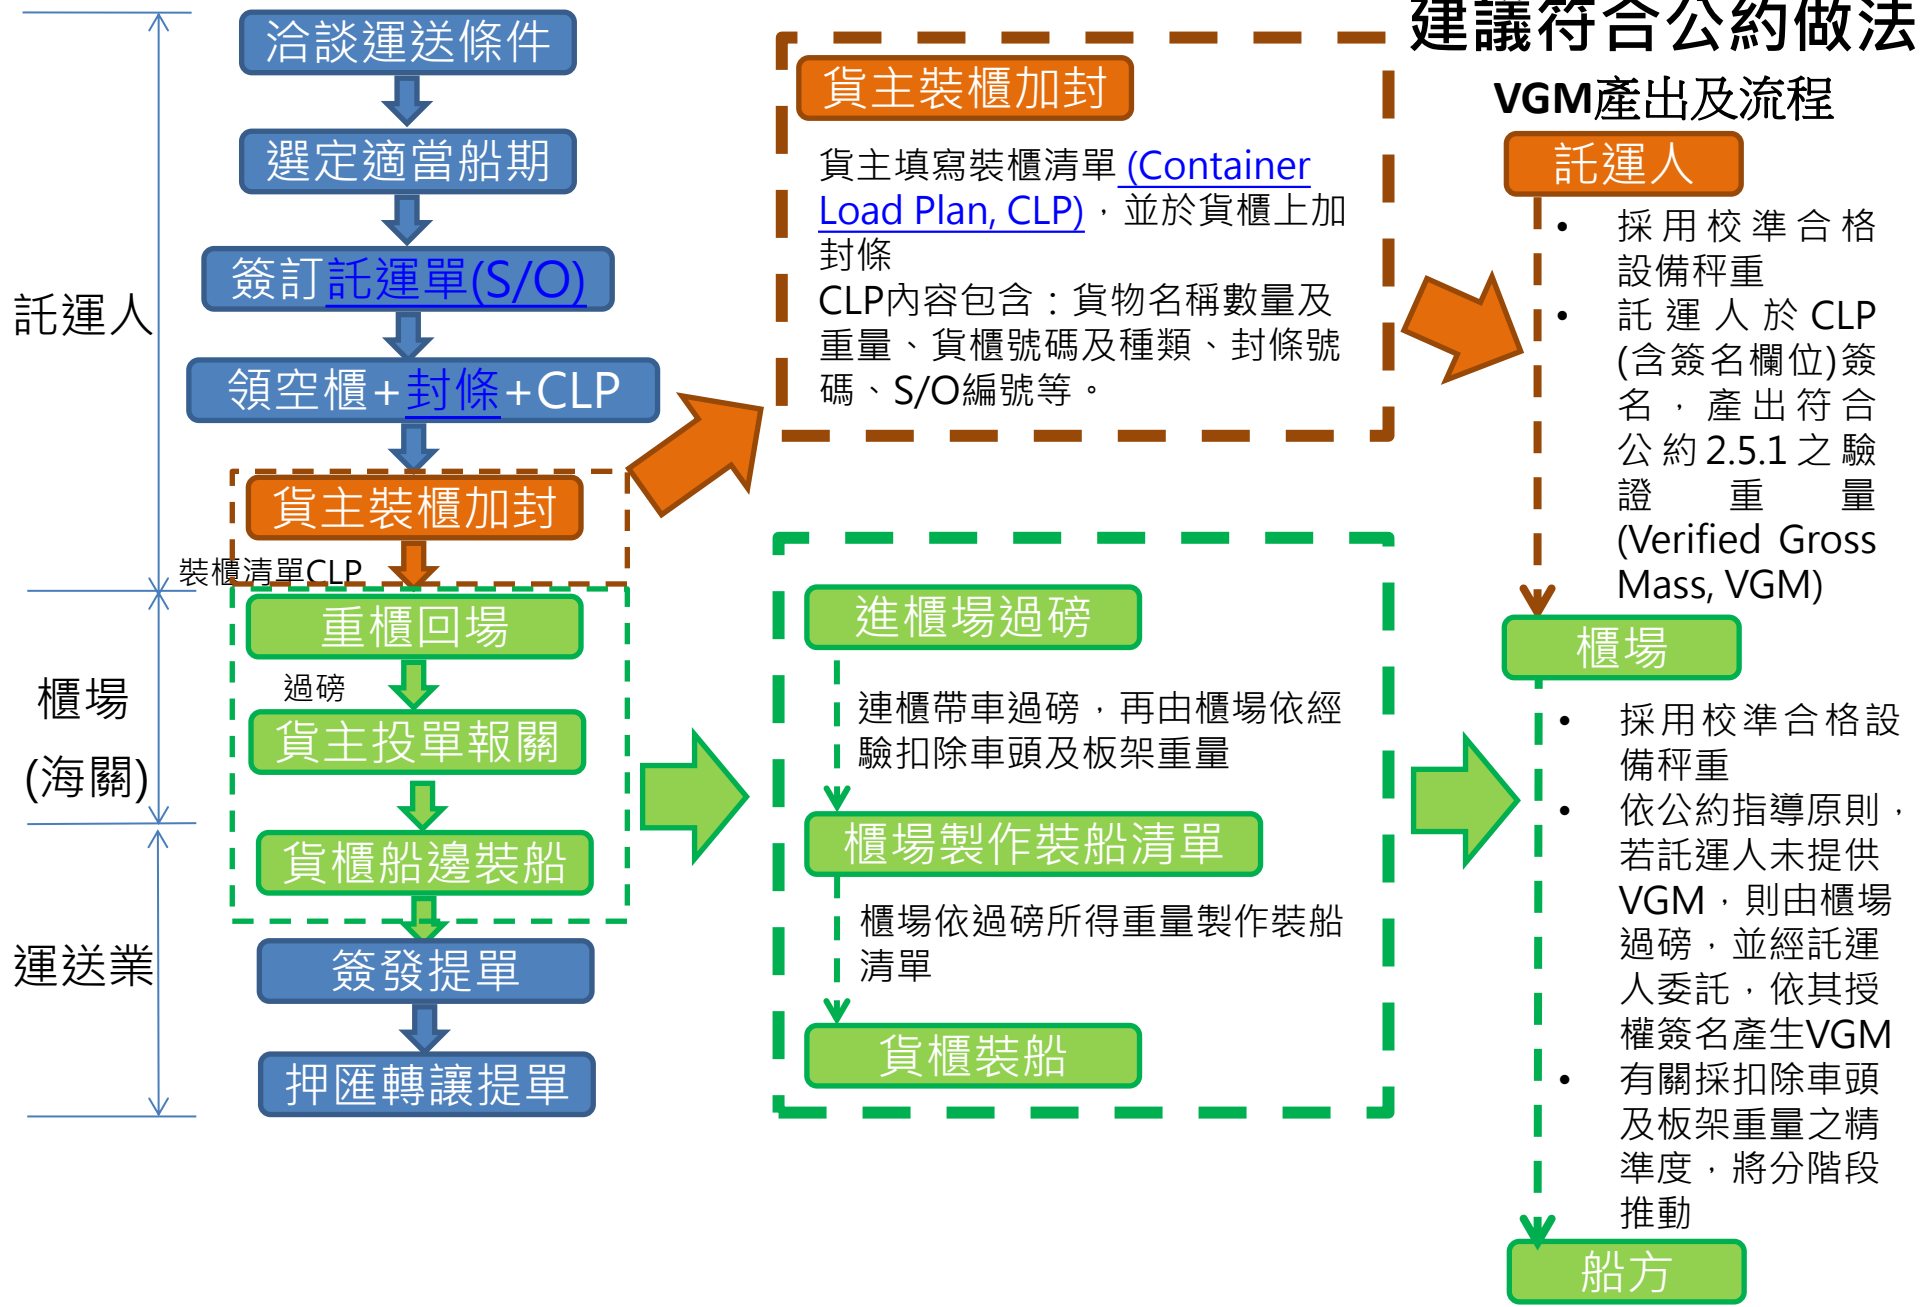 建議符合公約做法
VGM產出及流程
託運人
櫃場
(海關)
運送業
洽談運送條件
選定適當船期
簽訂託運單(S/O)
領空櫃+封條+CLP
貨主裝櫃加封
裝櫃清單CLP
重櫃回場
過磅
貨主投單報關
貨櫃船邊裝船
簽發提單
押匯轉讓提單
貨主裝櫃加封
貨主填寫裝櫃清單 (Container
Load Plan, CLP)，並於貨櫃上加
封條
CLP內容包含：貨物名稱數量及
重量、貨櫃號碼及種類、封條號
碼、S/O編號等。
進櫃場過磅
連櫃帶車過磅，再由櫃場依經
驗扣除車頭及板架重量
櫃場製作裝船清單
櫃場依過磅所得重量製作裝船
清單
貨櫃裝船
託運人
• 採用校準合格
設備秤重
• 託運人於CLP
(含簽名欄位)簽
名，產出符合
公約2.5.1之驗
證重量
(Verified Gross
Mass, VGM)
櫃場
• 採用校準合格設
備秤重
• 依公約指導原則，
若託運人未提供
VGM，則由櫃場
過磅，並經託運
人委託，依其授
權簽名產生VGM
• 有關採扣除車頭
及板架重量之精
準度，將分階段
推動
船方